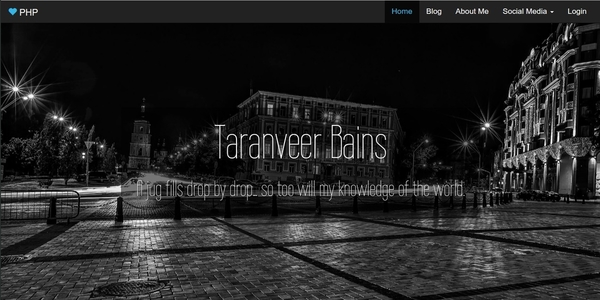 PHP
Home
Blog
About Me
Social Media
Login
Taranveer Bains
A jug fills drop by drop.. so too will my knowledge of the world.